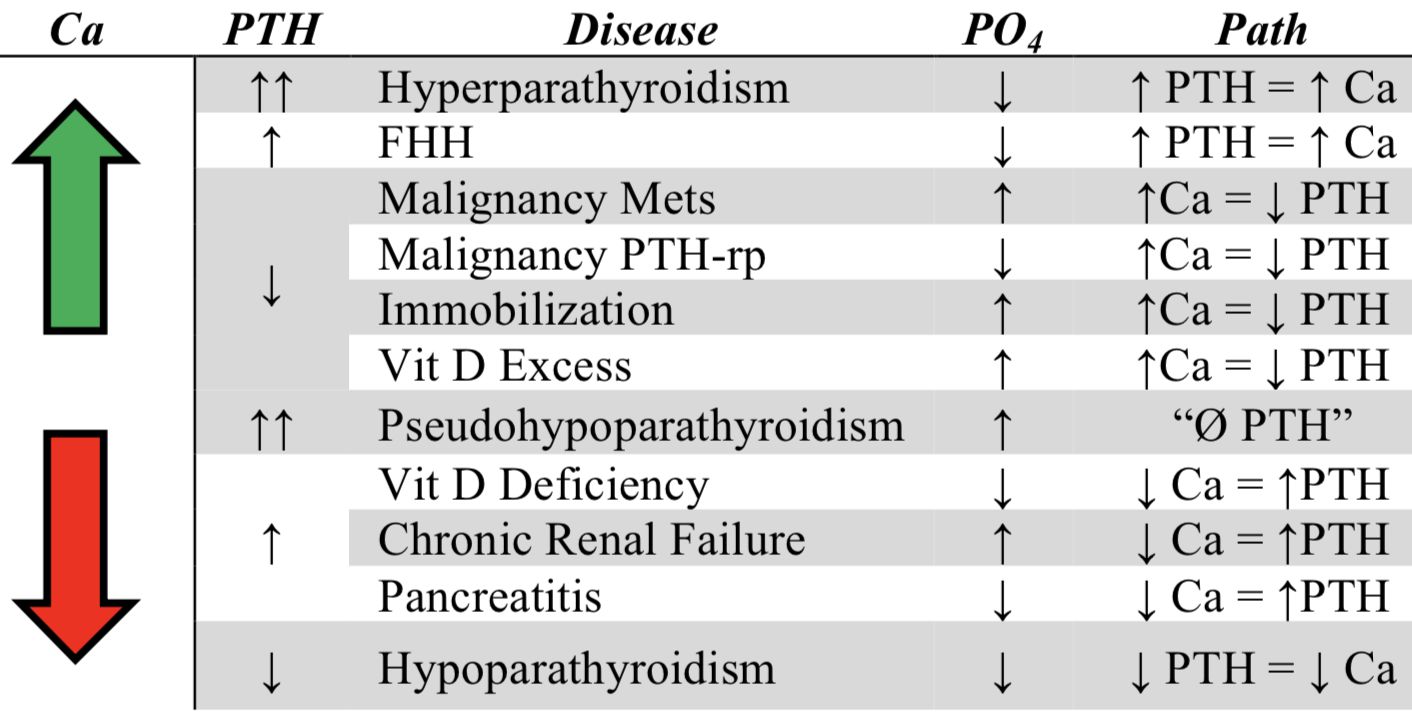 Ca PTH Disease PO₄ Path
↑↑ Hyperparathyroidism ↓ ↑ PTH = ↑ Ca
↑ FHH ↓ ↑ PTH = ↑ Ca
Malignancy Mets ↑ ↑Ca = ↓ PTH
Malignancy PTH-rp ↓ ↑Ca = ↓ PTH
↓ Immobilization ↑ ↑Ca = ↓ PTH
Vit D Excess ↑ ↑Ca = ↓ PTH
↑↑ Pseudohypoparathyroidism ↑ “Ø PTH”
Vit D Deficiency ↓ ↓ Ca = ↑PTH
↑ Chronic Renal Failure ↑ ↓ Ca = ↑PTH
Pancreatitis ↓ ↓ Ca = ↑PTH
↓ Hypoparathyroidism ↓ ↓ PTH = ↓ Ca